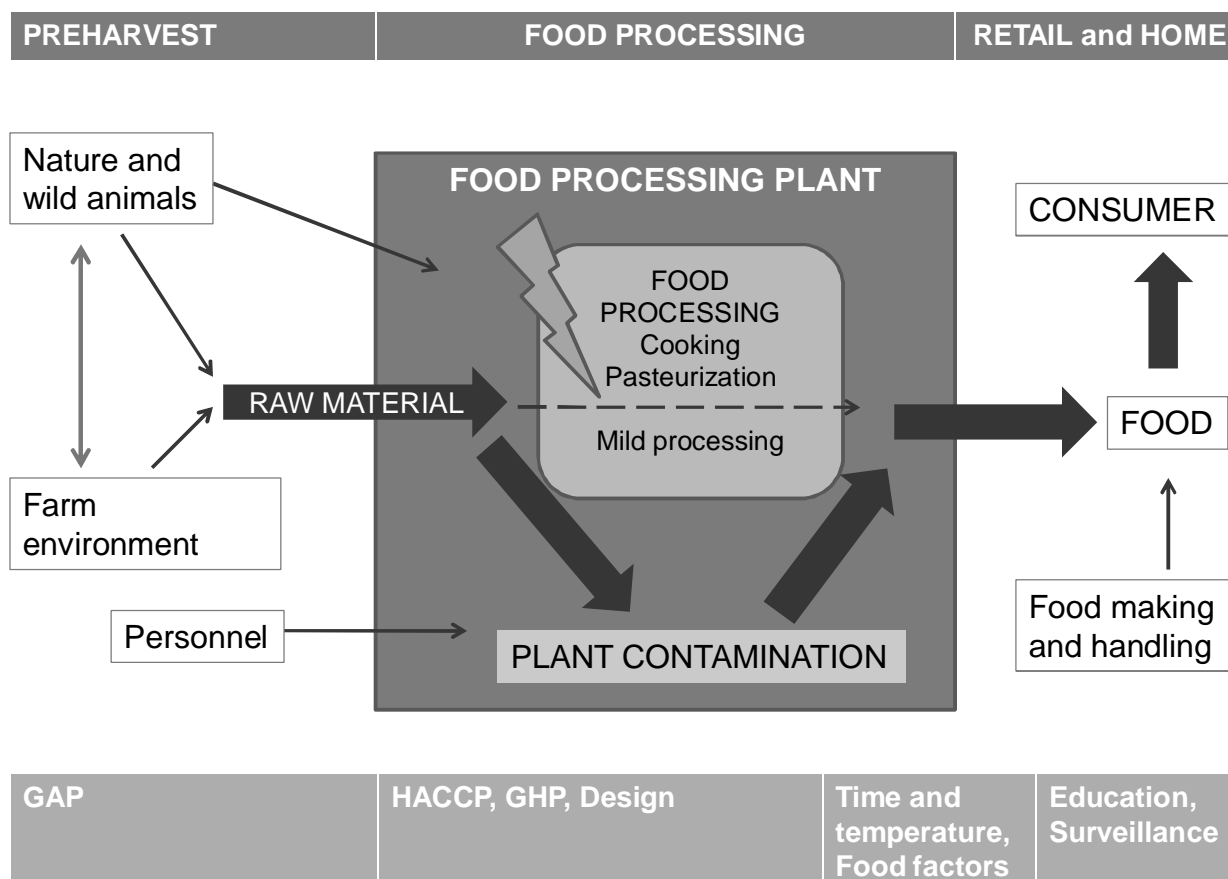 PREHARVEST
FOOD PROCESSING
RETAIL and HOME
Nature and
wild animals
FOOD PROCESSING PLANT
CONSUMER
FOOD
PROCESSING
Cooking
Pasteurization
RAW MATERIAL
Mild processing
FOOD
Farm
environment
Personnel
PLANT CONTAMINATION
Food making
and handling
GAP
HACCP, GHP, Design
Time and
temperature,
Food factors
Education,
Surveillance